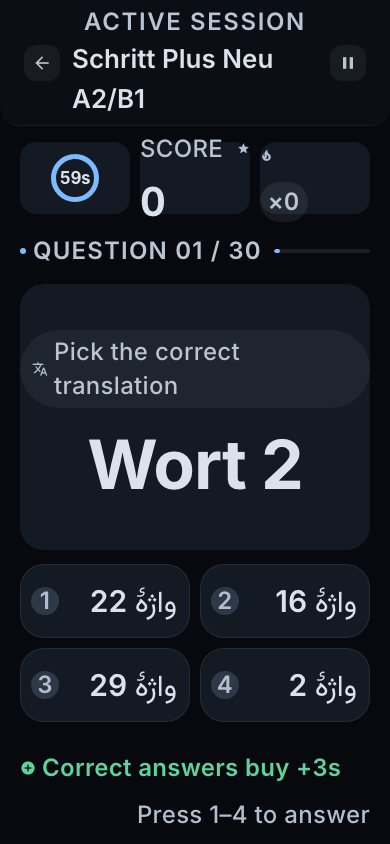 ACTIVE SESSION
Schritt Plus Neu
A2/B1
59s
SCORE
0
×0
QUESTION 01 / 30
Pick the correct
translation
Wort 2
1 واژهٔ 22
2 واژهٔ 16
3 واژهٔ 29
4 واژهٔ 2
Correct answers buy +3s
Press 1–4 to answer